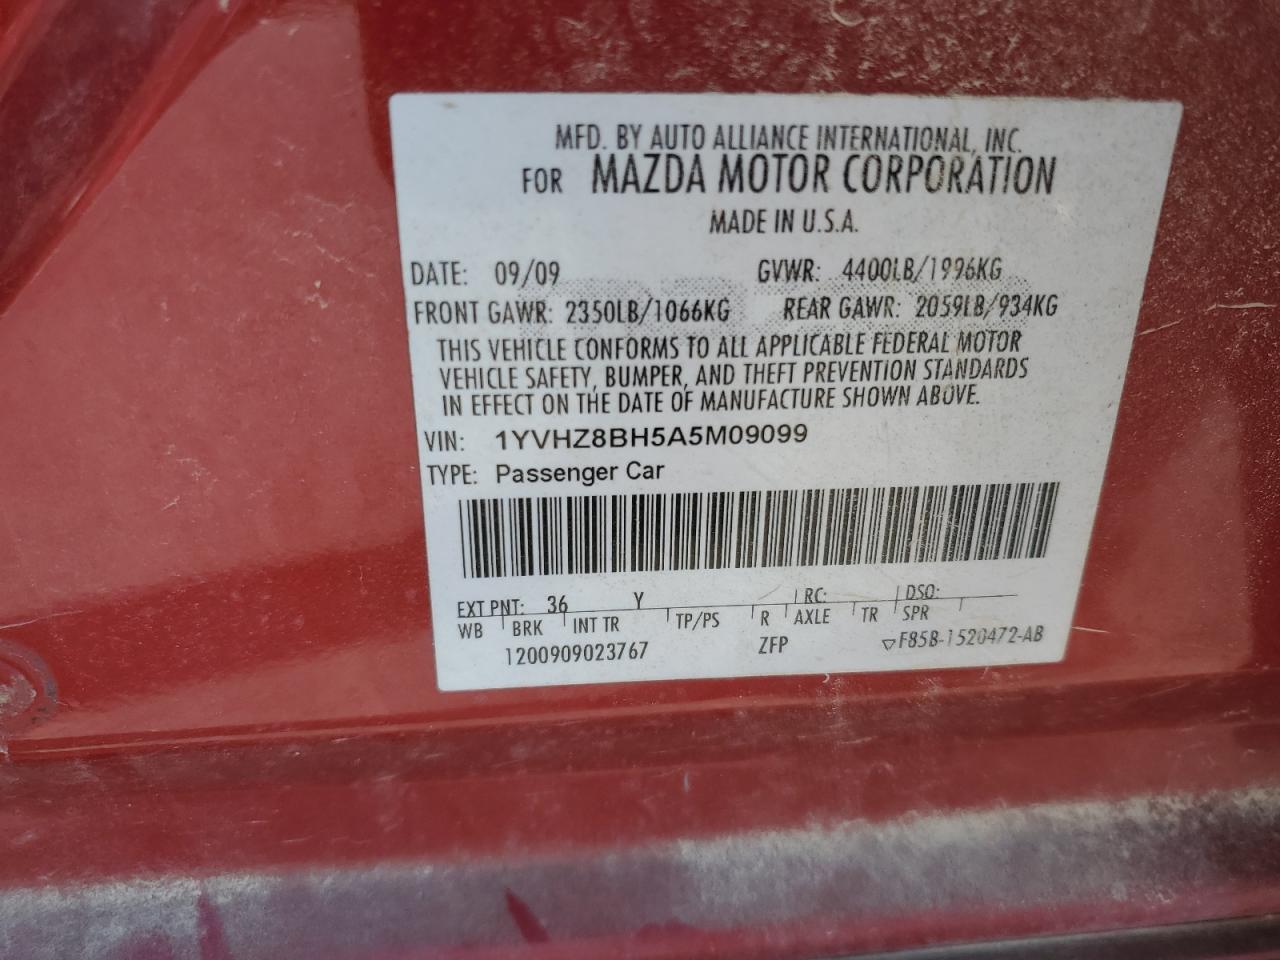 MFD. BY AUTO ALLIANCE INTERNATIONAL, INC.
FOR MAZDA MOTOR CORPORATION
MADE IN U.S.A.
DATE: 09/09 GVWR: 4400LB/1996KG
FRONT GAWR: 2350LB/1066KG REAR GAWR: 2059LB/934KG
THIS VEHICLE CONFORMS TO ALL APPLICABLE FEDERAL MOTOR
VEHICLE SAFETY, BUMPER, AND THEFT PREVENTION STANDARDS
IN EFFECT ON THE DATE OF MANUFACTURE SHOWN ABOVE.
VIN: 1YVHZ8BH5A5M09099
TYPE: Passenger Car
EXT PNT: 36 Y RC: DSO:
WB BRK INT TR TP/PS R AXLE TR SPR
1200909023767 ZFP ▽F85B-1520472-AB